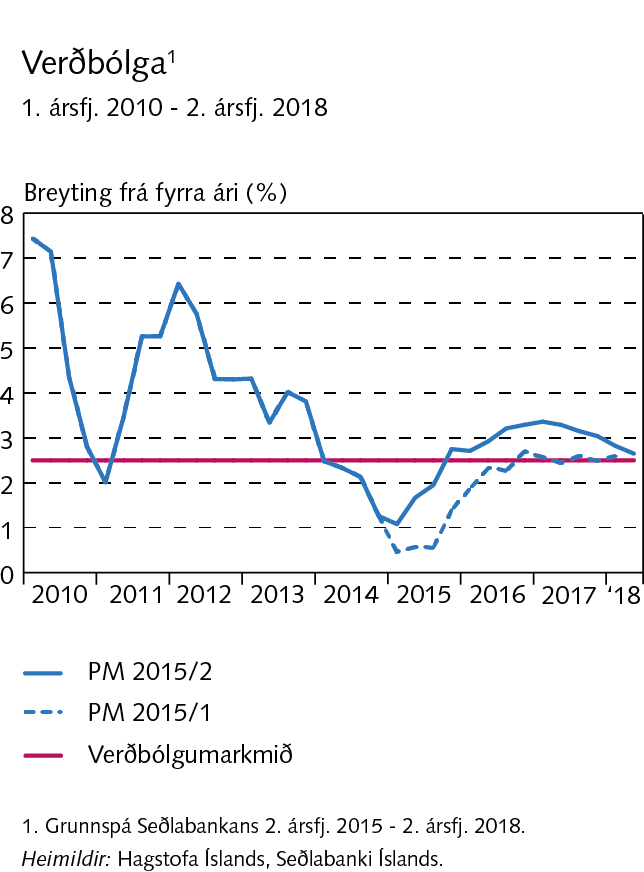 Verðbólga¹
1. ársfj. 2010 - 2. ársfj. 2018
Breyting frá fyrra ári (%)
8
7
6
5
4
3
2
1
0
2010 2011 2012 2013 2014 2015 2016 2017 ‘18
PM 2015/2
PM 2015/1
Verðbólgumarkmið
1. Grunnspá Seðlabankans 2. ársfj. 2015 - 2. ársfj. 2018.
Heimildir: Hagstofa Íslands, Seðlabanki Íslands.